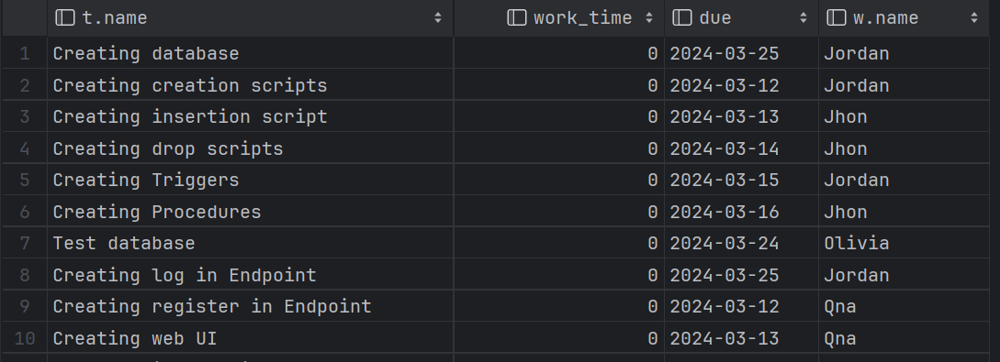 t.name work_time due w.name
1 Creating database 0 2024-03-25 Jordan
2 Creating creation scripts 0 2024-03-12 Jordan
3 Creating insertion script 0 2024-03-13 Jhon
4 Creating drop scripts 0 2024-03-14 Jhon
5 Creating Triggers 0 2024-03-15 Jordan
6 Creating Procedures 0 2024-03-16 Jhon
7 Test database 0 2024-03-24 Olivia
8 Creating log in Endpoint 0 2024-03-25 Jordan
9 Creating register in Endpoint 0 2024-03-12 Qna
10 Creating web UI 0 2024-03-13 Qna